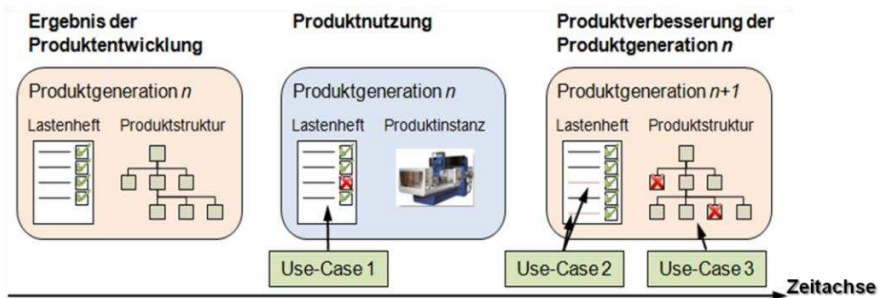 Ergebnis der
Produktentwicklung
Produktnutzung
Produktverbesserung der
Produktgeneration n
Produktgeneration n
Lastenheft Produktstruktur
Produktgeneration n
Lastenheft Produktinstanz
Produktgeneration n+1
Lastenheft Produktstruktur
Use-Case 1
Use-Case 2
Use-Case 3
Zeitachse